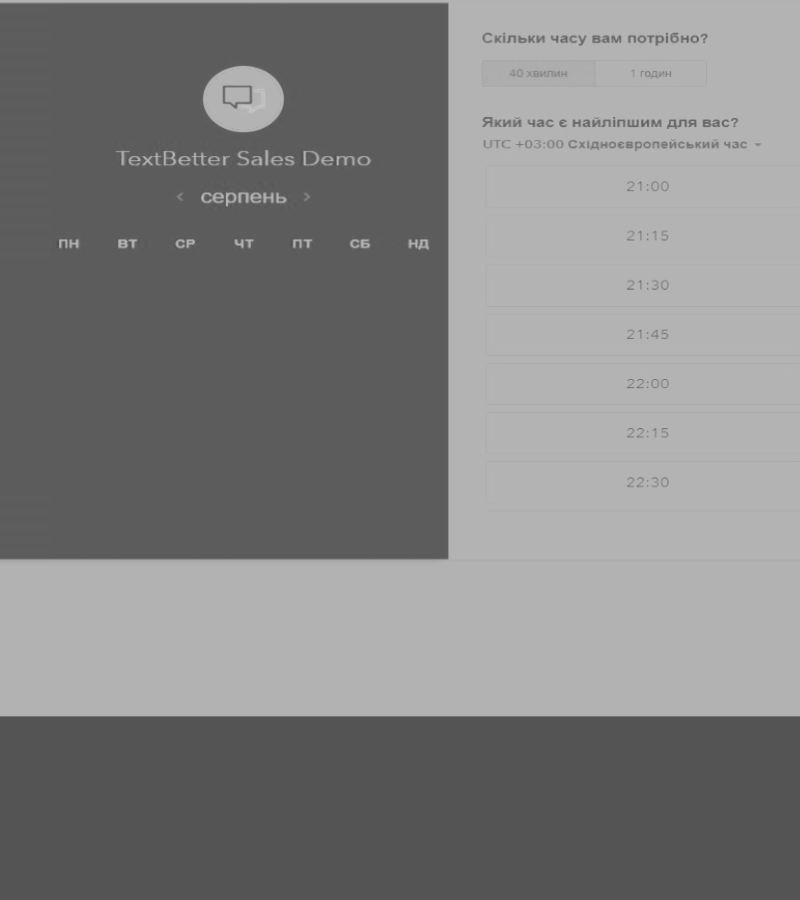 TextBetter Sales Demo
серпень
ПН ВТ СР ЧТ ПТ СБ НД
Скільки часу вам потрібно?
40 хвилин 1 годин
Який час є найліпшим для вас?
UTC +03:00 Східноєвропейський час
21:00
21:15
21:30
21:45
22:00
22:15
22:30